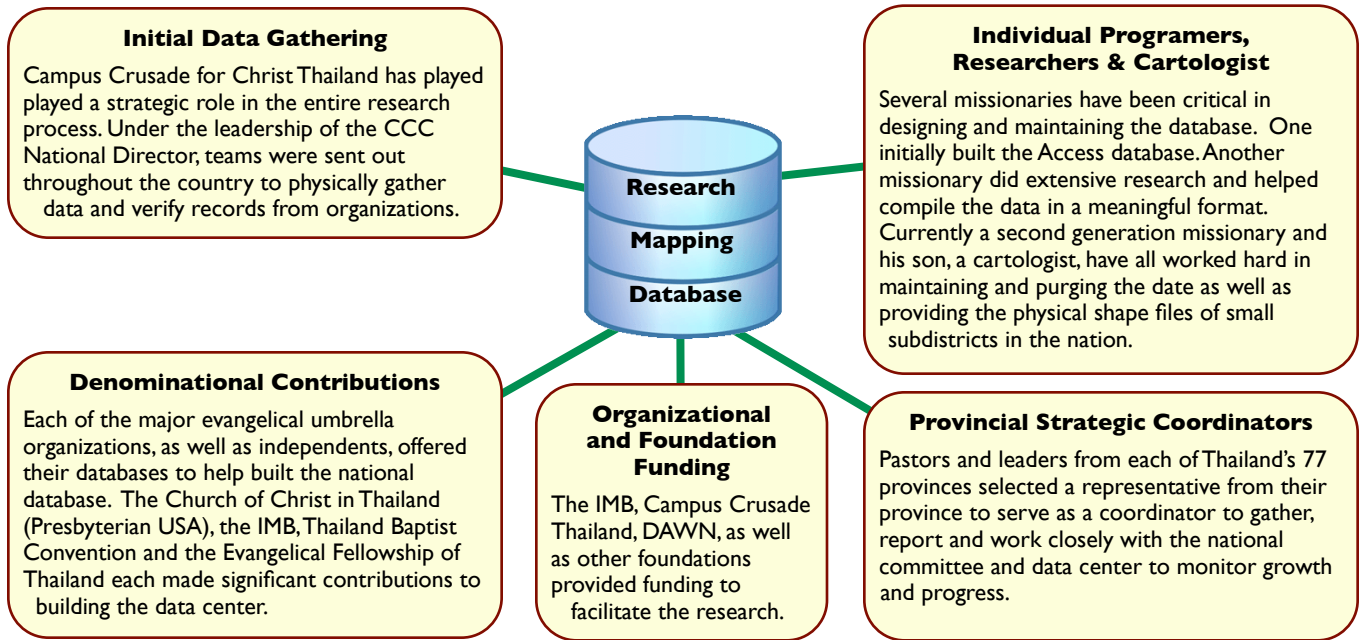 Initial Data Gathering
Campus Crusade for Christ Thailand has played
played a strategic role in the entire research
process. Under the leadership of the CCC
National Director, teams were sent out
throughout the country to physically gather
data and verify records from organizations.
Individual Programers,
Researchers & Cartologist
Several missionaries have been critical in
designing and maintaining the database. One
initially built the Access database. Another
missionary did extensive research and helped
compile the data in a meaningful format.
Currently a second generation missionary and
his son, a cartologist, have all worked hard in
maintaining and purging the date as well as
providing the physical shape files of small
subdistricts in the nation.
Research
Mapping
Database
Denominational Contributions
Each of the major evangelical umbrella
organizations, as well as independents, offered
their databases to help built the national
database. The Church of Christ in Thailand
(Presbyterian USA), the IMB, Thailand Baptist
Convention and the Evangelical Fellowship of
Thailand each made significant contributions to
building the data center.
Organizational
and Foundation
Funding
The IMB, Campus Crusade
Thailand, DAWN, as well
as other foundations
provided funding to
facilitate the research.
Provincial Strategic Coordinators
Pastors and leaders from each of Thailand's 77
provinces selected a representative from their
province to serve as a coordinator to gather,
report and work closely with the national
committee and data center to monitor growth
and progress.